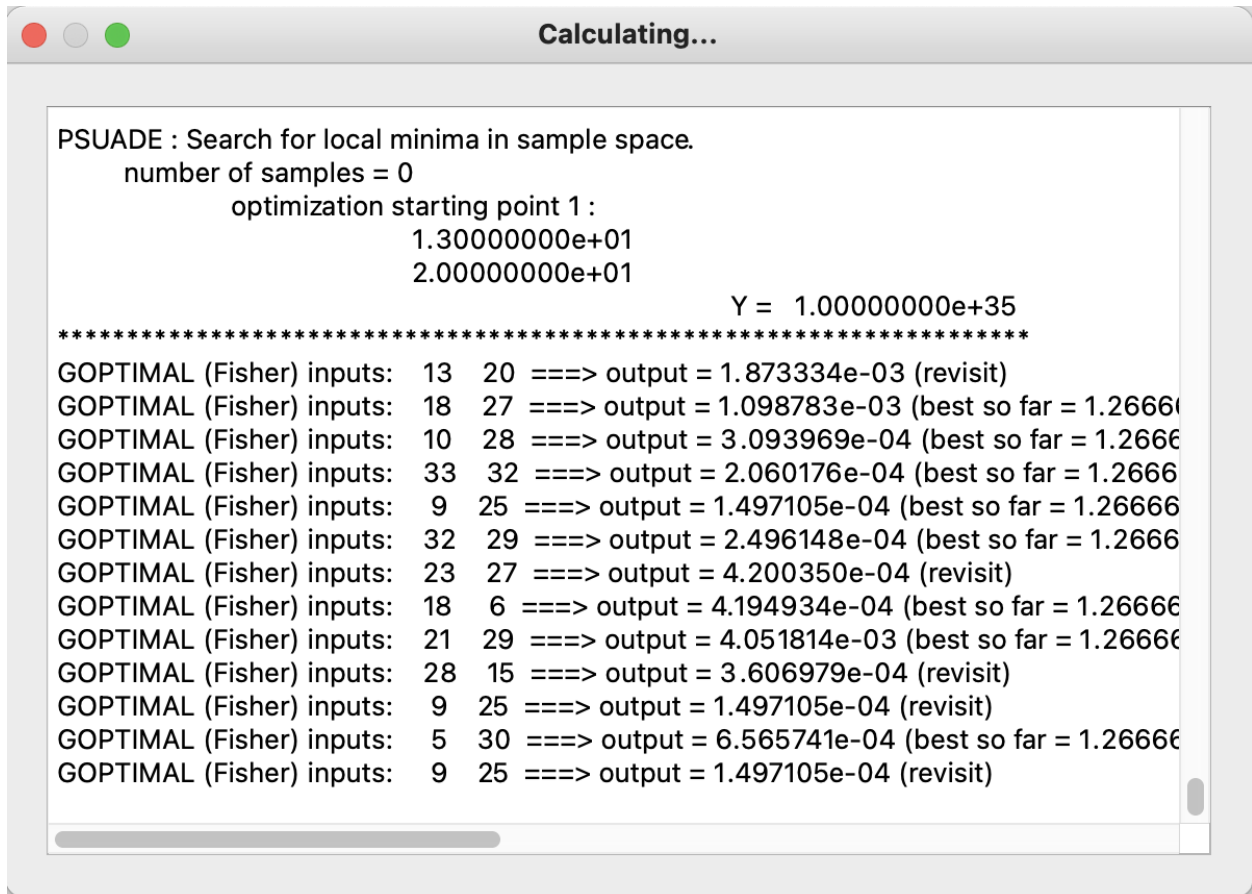 Calculating...
PSUADE : Search for local minima in sample space.
number of samples = 0
optimization starting point 1 :
1.30000000e+01
2.00000000e+01
Y = 1.00000000e+35
**********************************************************************
GOPTIMAL (Fisher) inputs: 13 20 ===> output = 1.873334e-03 (revisit)
GOPTIMAL (Fisher) inputs: 18 27 ===> output = 1.098783e-03 (best so far = 1.2666
GOPTIMAL (Fisher) inputs: 10 28 ===> output = 3.093969e-04 (best so far = 1.2666
GOPTIMAL (Fisher) inputs: 33 32 ===> output = 2.060176e-04 (best so far = 1.2666
GOPTIMAL (Fisher) inputs: 9 25 ===> output = 1.497105e-04 (best so far = 1.26666
GOPTIMAL (Fisher) inputs: 32 29 ===> output = 2.496148e-04 (best so far = 1.2666
GOPTIMAL (Fisher) inputs: 23 27 ===> output = 4.200350e-04 (revisit)
GOPTIMAL (Fisher) inputs: 18 6 ===> output = 4.194934e-04 (best so far = 1.26666
GOPTIMAL (Fisher) inputs: 21 29 ===> output = 4.051814e-03 (best so far = 1.26666
GOPTIMAL (Fisher) inputs: 28 15 ===> output = 3.606979e-04 (revisit)
GOPTIMAL (Fisher) inputs: 9 25 ===> output = 1.497105e-04 (revisit)
GOPTIMAL (Fisher) inputs: 5 30 ===> output = 6.565741e-04 (best so far = 1.26666
GOPTIMAL (Fisher) inputs: 9 25 ===> output = 1.497105e-04 (revisit)